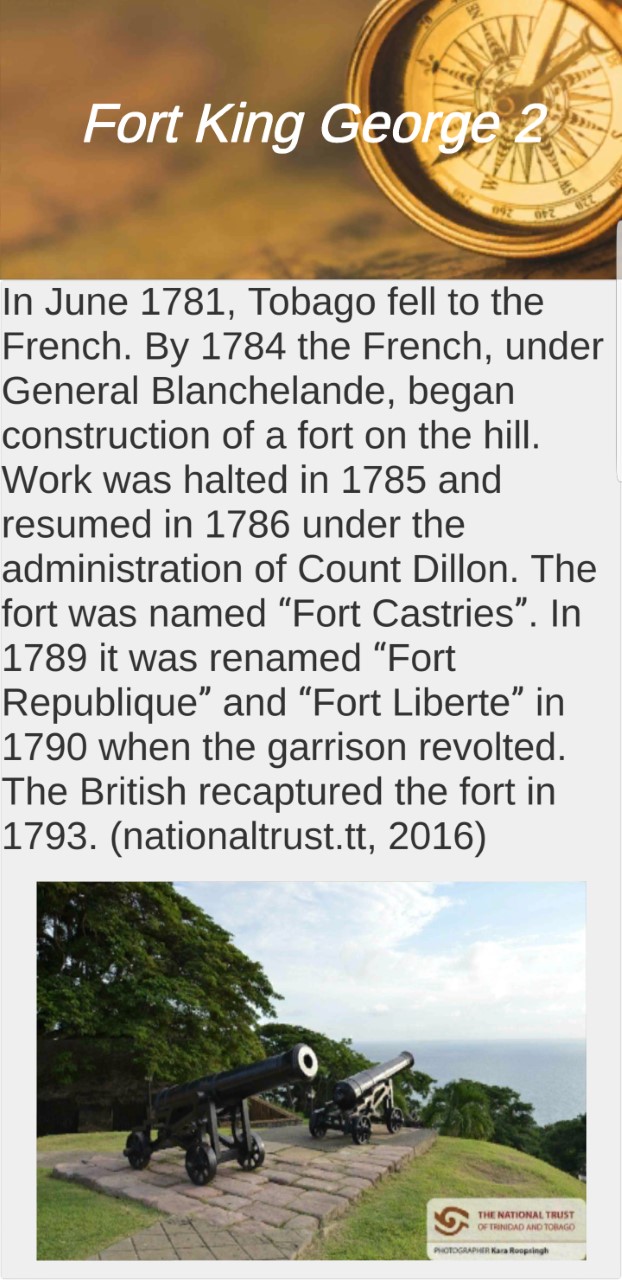 Fort King George 2
In June 1781, Tobago fell to the
French. By 1784 the French, under
General Blanchelande, began
construction of a fort on the hill.
Work was halted in 1785 and
resumed in 1786 under the
administration of Count Dillon. The
fort was named “Fort Castries”. In
1789 it was renamed “Fort
Republique” and “Fort Liberte” in
1790 when the garrison revolted.
The British recaptured the fort in
1793. (nationaltrust.tt, 2016)
THE NATIONAL TRUST
OF TRINIDAD AND TOBAGO
PHOTOGRAPHER Kara Roopsingh